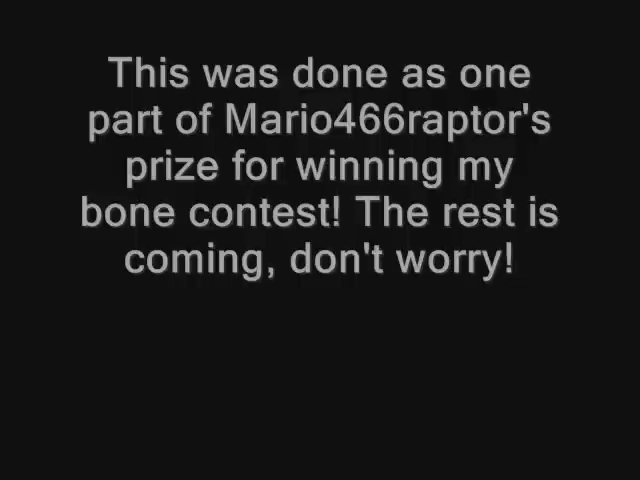 This was done as one
part of Mario466raptor's
prize for winning my
bone contest! The rest is
coming, don't worry!